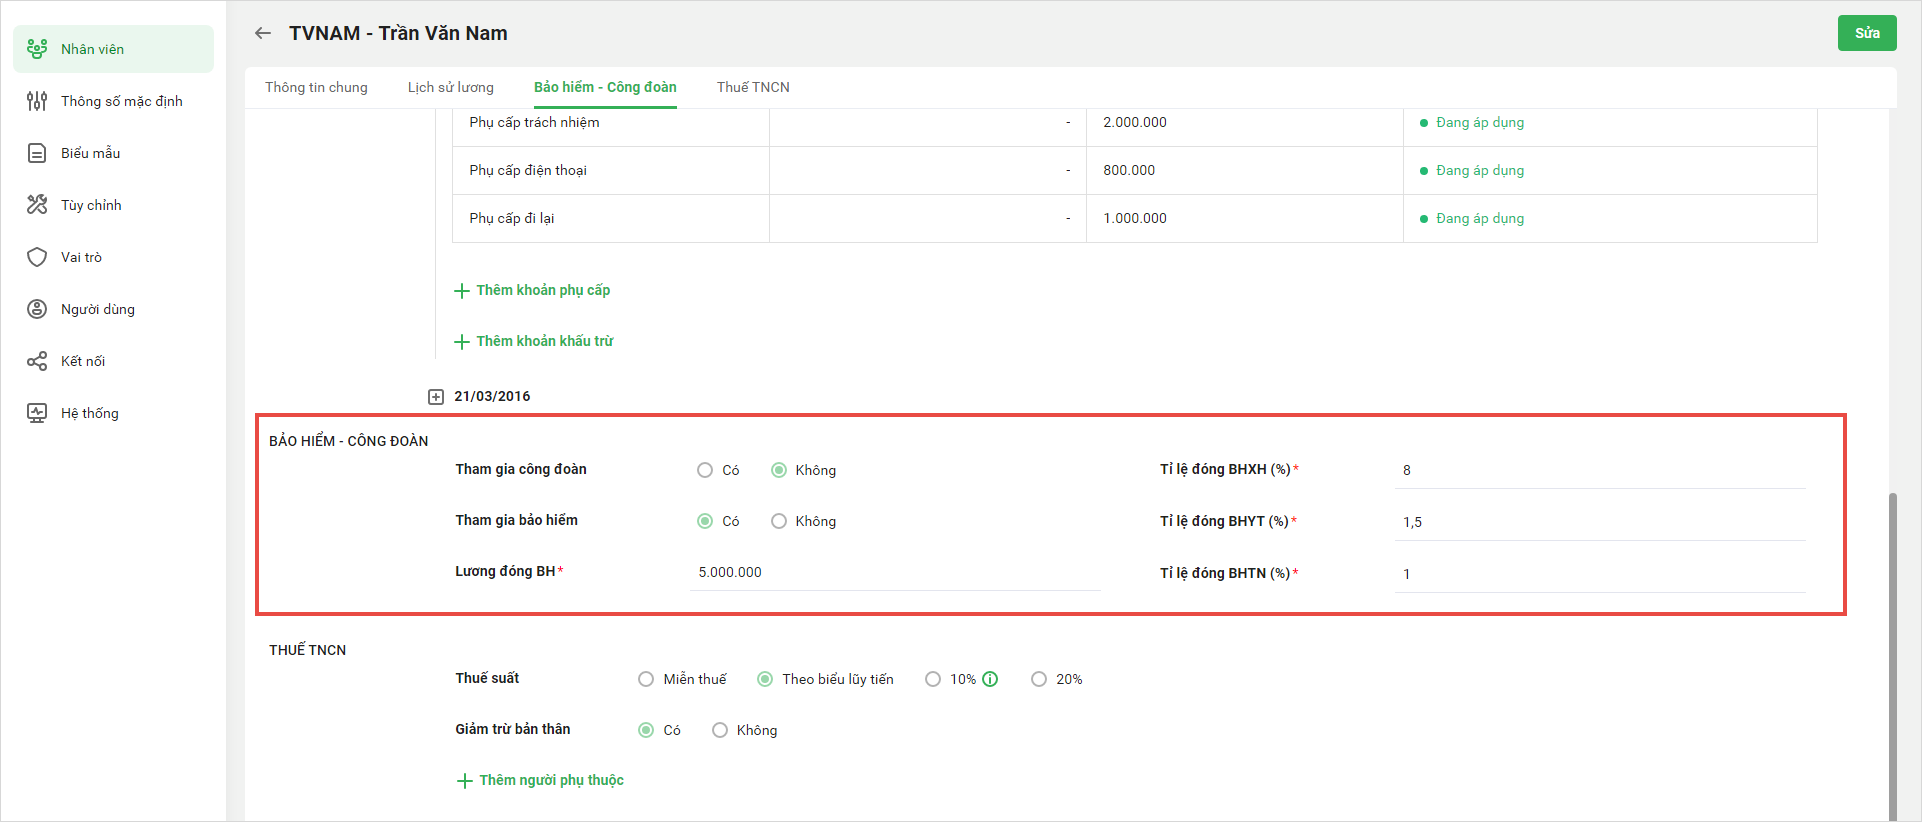 Nhân viên
Thông số mặc định
Biểu mẫu
Tùy chỉnh
Vai trò
Người dùng
Kết nối
Hệ thống
TVNAM - Trần Văn Nam
Sửa
Thông tin chung Lịch sử lương Bảo hiểm - Công đoàn Thuế TNCN
Phụ cấp trách nhiệm - 2.000.000 Đang áp dụng
Phụ cấp điện thoại - 800.000 Đang áp dụng
Phụ cấp đi lại - 1.000.000 Đang áp dụng
Thêm khoản phụ cấp
Thêm khoản khấu trừ
21/03/2016
BẢO HIỂM - CÔNG ĐOÀN
Tham gia công đoàn Có Không Tỉ lệ đóng BHXH (%)* 8
Tham gia bảo hiểm Có Không Tỉ lệ đóng BHYT (%)* 1,5
Lương đóng BH* 5.000.000 Tỉ lệ đóng BHTN (%)* 1
THUẾ TNCN
Thuế suất Miễn thuế Theo biểu lũy tiến 10% 20%
Giảm trừ bản thân Có Không
Thêm người phụ thuộc